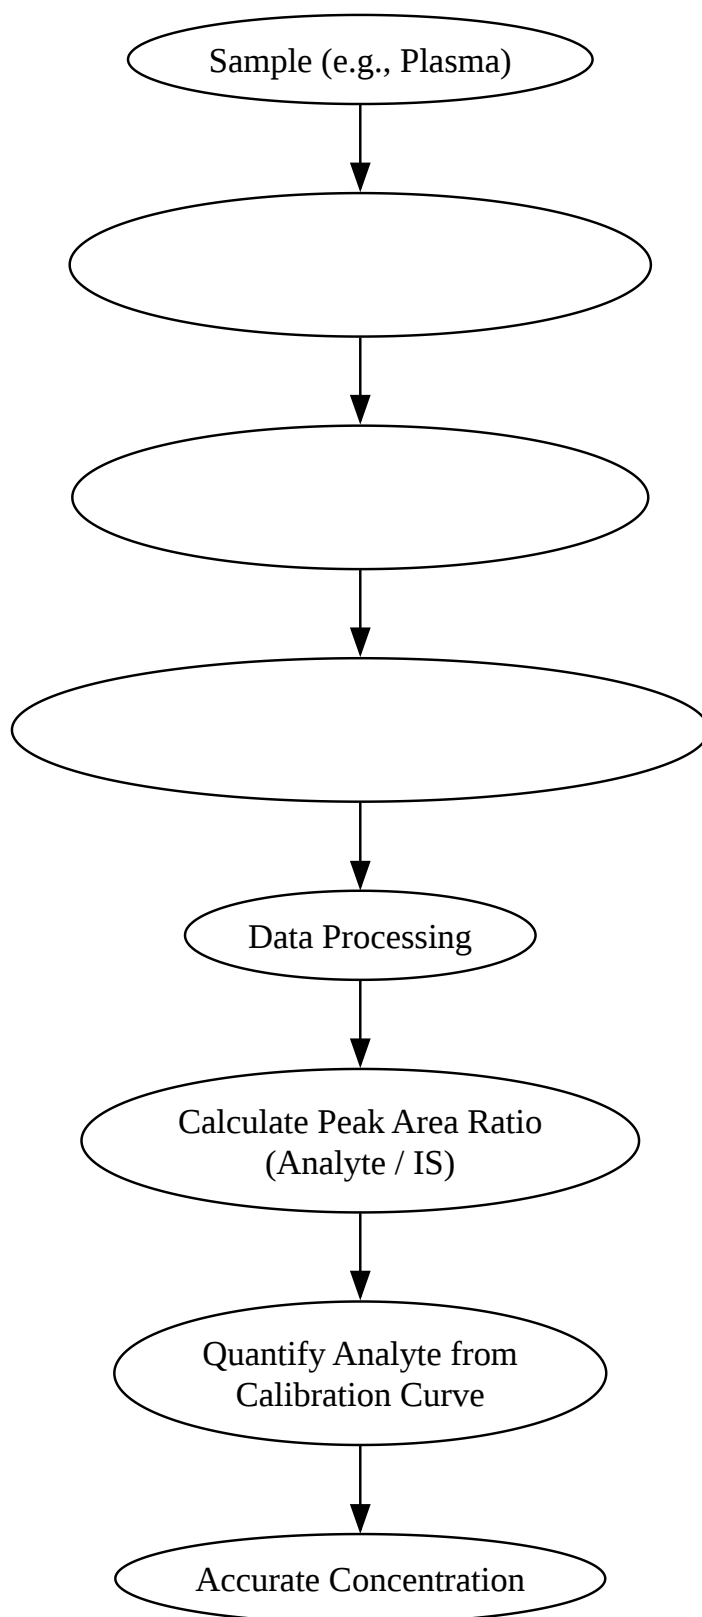 Sample (e.g., Plasma)
Data Processing
Calculate Peak Area Ratio
(Analyte / IS)
Quantify Analyte from
Calibration Curve
Accurate Concentration